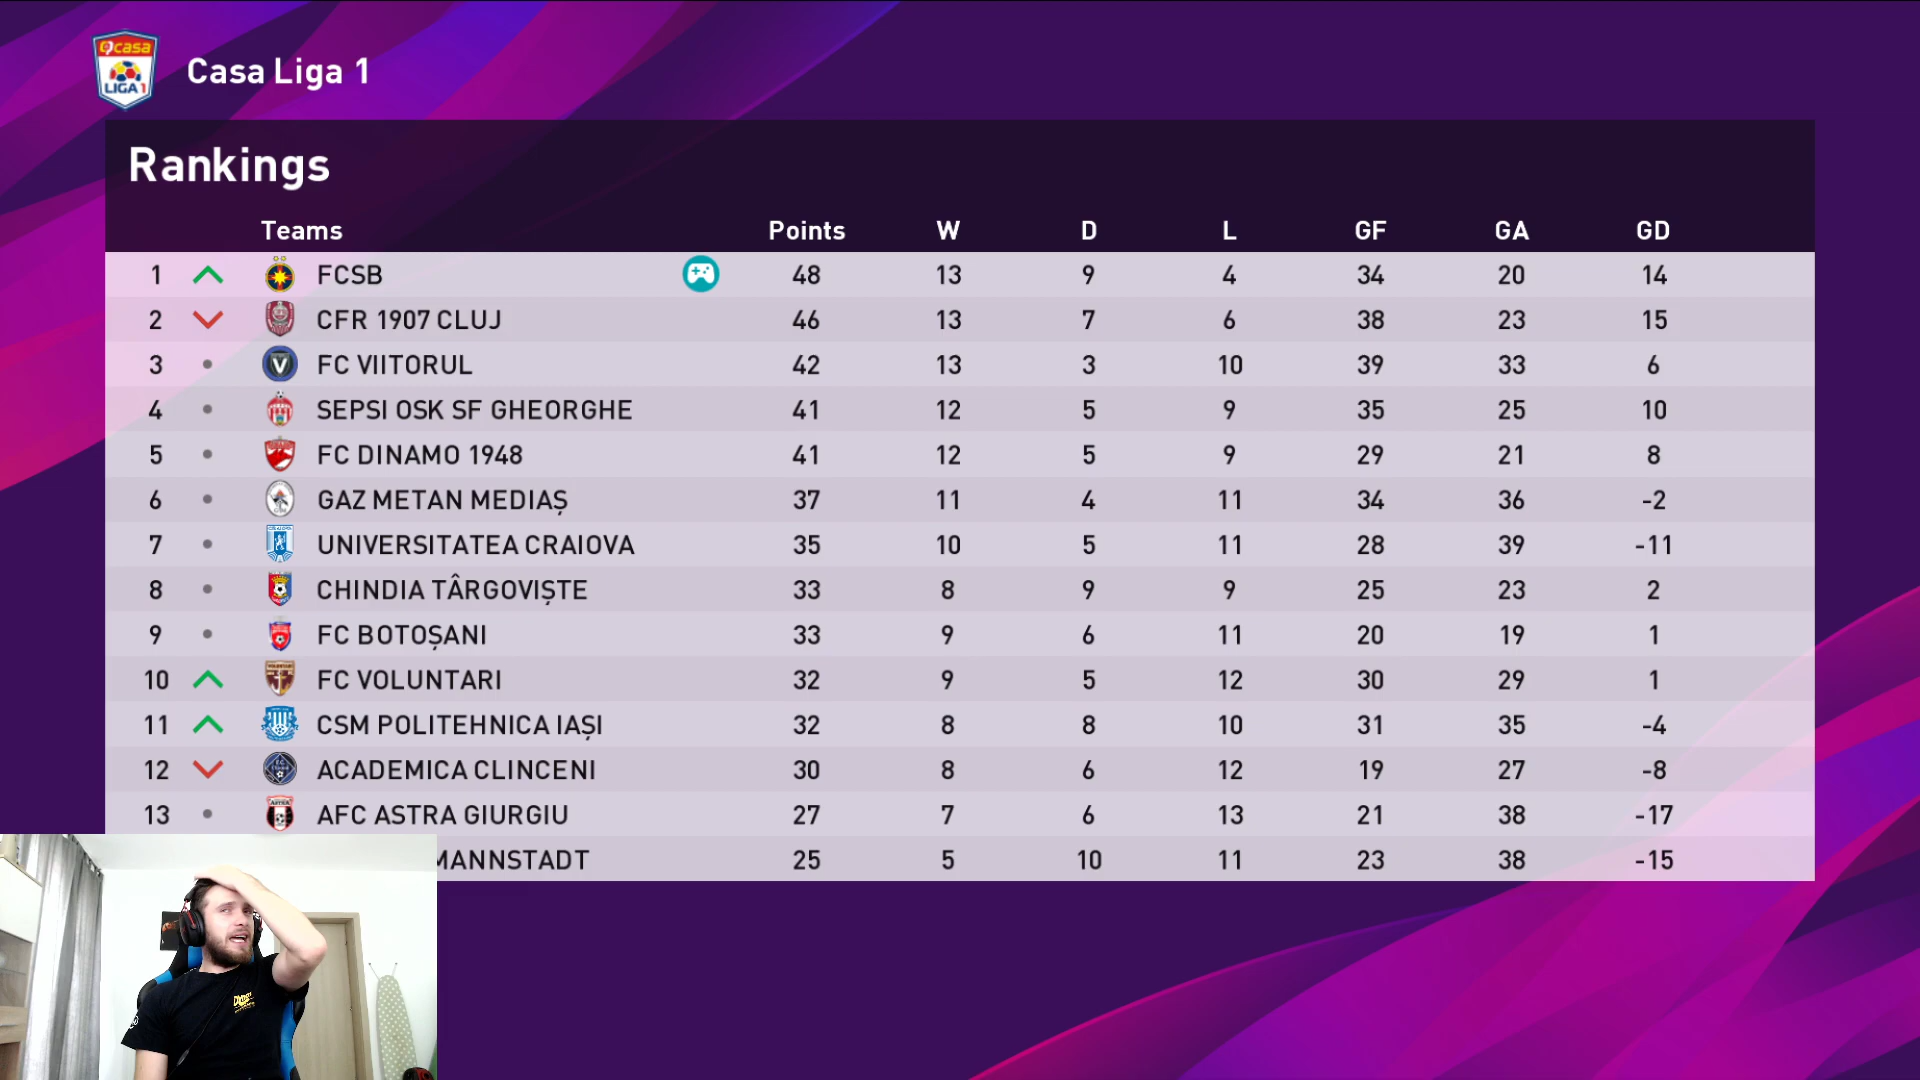 casa
LIGA 1
Casa Liga 1
Rankings
Teams Points W D L GF GA GD
1 FCSB 48 13 9 4 34 20 14
2 CFR 1907 CLUJ 46 13 7 6 38 23 15
3 FC VIITORUL 42 13 3 10 39 33 6
4 SEPSI OSK SF GHEORGHE 41 12 5 9 35 25 10
5 FC DINAMO 1948 41 12 5 9 29 21 8
6 GAZ METAN MEDIAȘ 37 11 4 11 34 36 -2
7 UNIVERSITATEA CRAIOVA 35 10 5 11 28 39 -11
8 CHINDIA TÂRGOVIȘTE 33 8 9 9 25 23 2
9 FC BOTOȘANI 33 9 6 11 20 19 1
10 FC VOLUNTARI 32 9 5 12 30 29 1
11 CSM POLITEHNICA IAȘI 32 8 8 10 31 35 -4
12 ACADEMICA CLINCENI 30 8 6 12 19 27 -8
13 AFC ASTRA GIURGIU 27 7 6 13 21 38 -17
MANNSTADT 25 5 10 11 23 38 -15